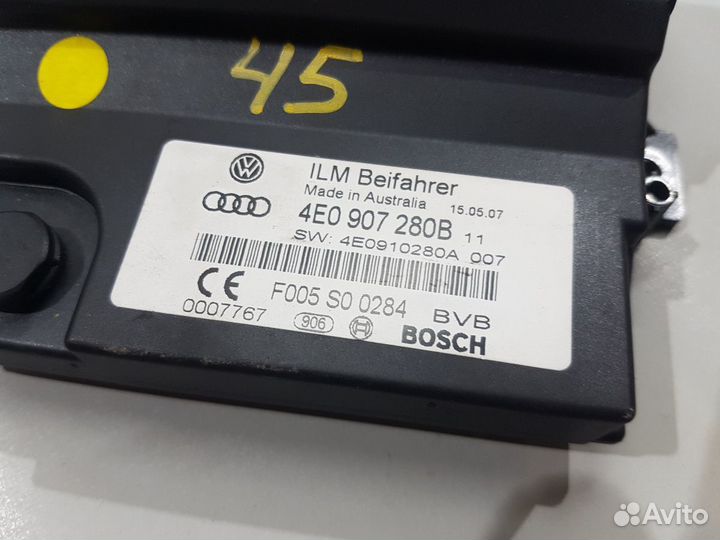 45
ILM Beifahrer
Made in Australia 15.05.07
4E0 907 280B 11
SW: 4E0910280A 007
F005 S0 0284 BVB
0007767 906 BOSCH
Avito